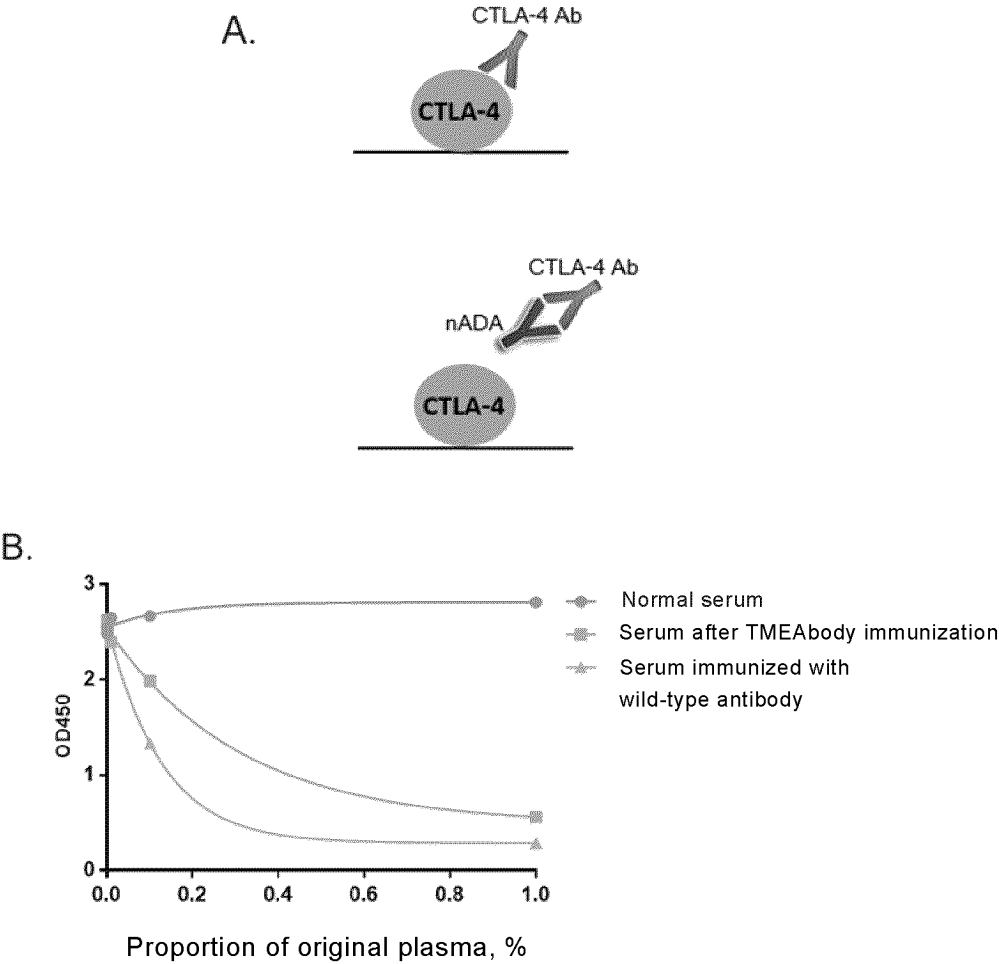 A.
CTLA-4 Ab
CTLA-4
CTLA-4 Ab
nADA
CTLA-4
B.
3
2
1
0
OD450
0.0 0.2 0.4 0.6 0.8 1.0
Proportion of original plasma, %
Normal serum
Serum after TMEAbody immunization
Serum immunized with
wild-type antibody